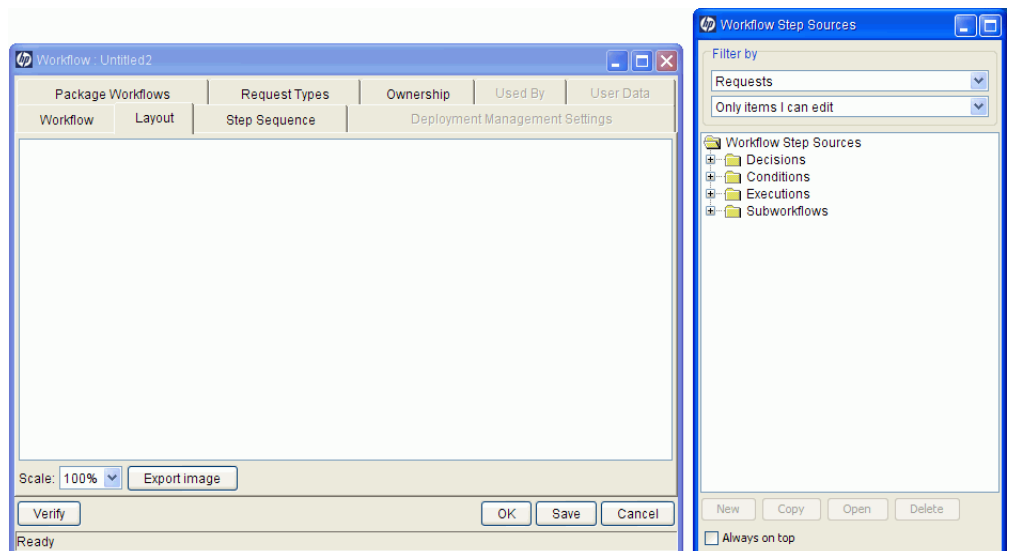 Workflow : Untitled2
Package Workflows Request Types Ownership Used By User Data
Workflow Layout Step Sequence Deployment Management Settings
Scale: 100% Export image
Verify OK Save Cancel
Ready
hp Workflow Step Sources
Filter by
Requests
Only items I can edit
Workflow Step Sources
Decisions
Conditions
Executions
Subworkflows
New Copy Open Delete
Always on top